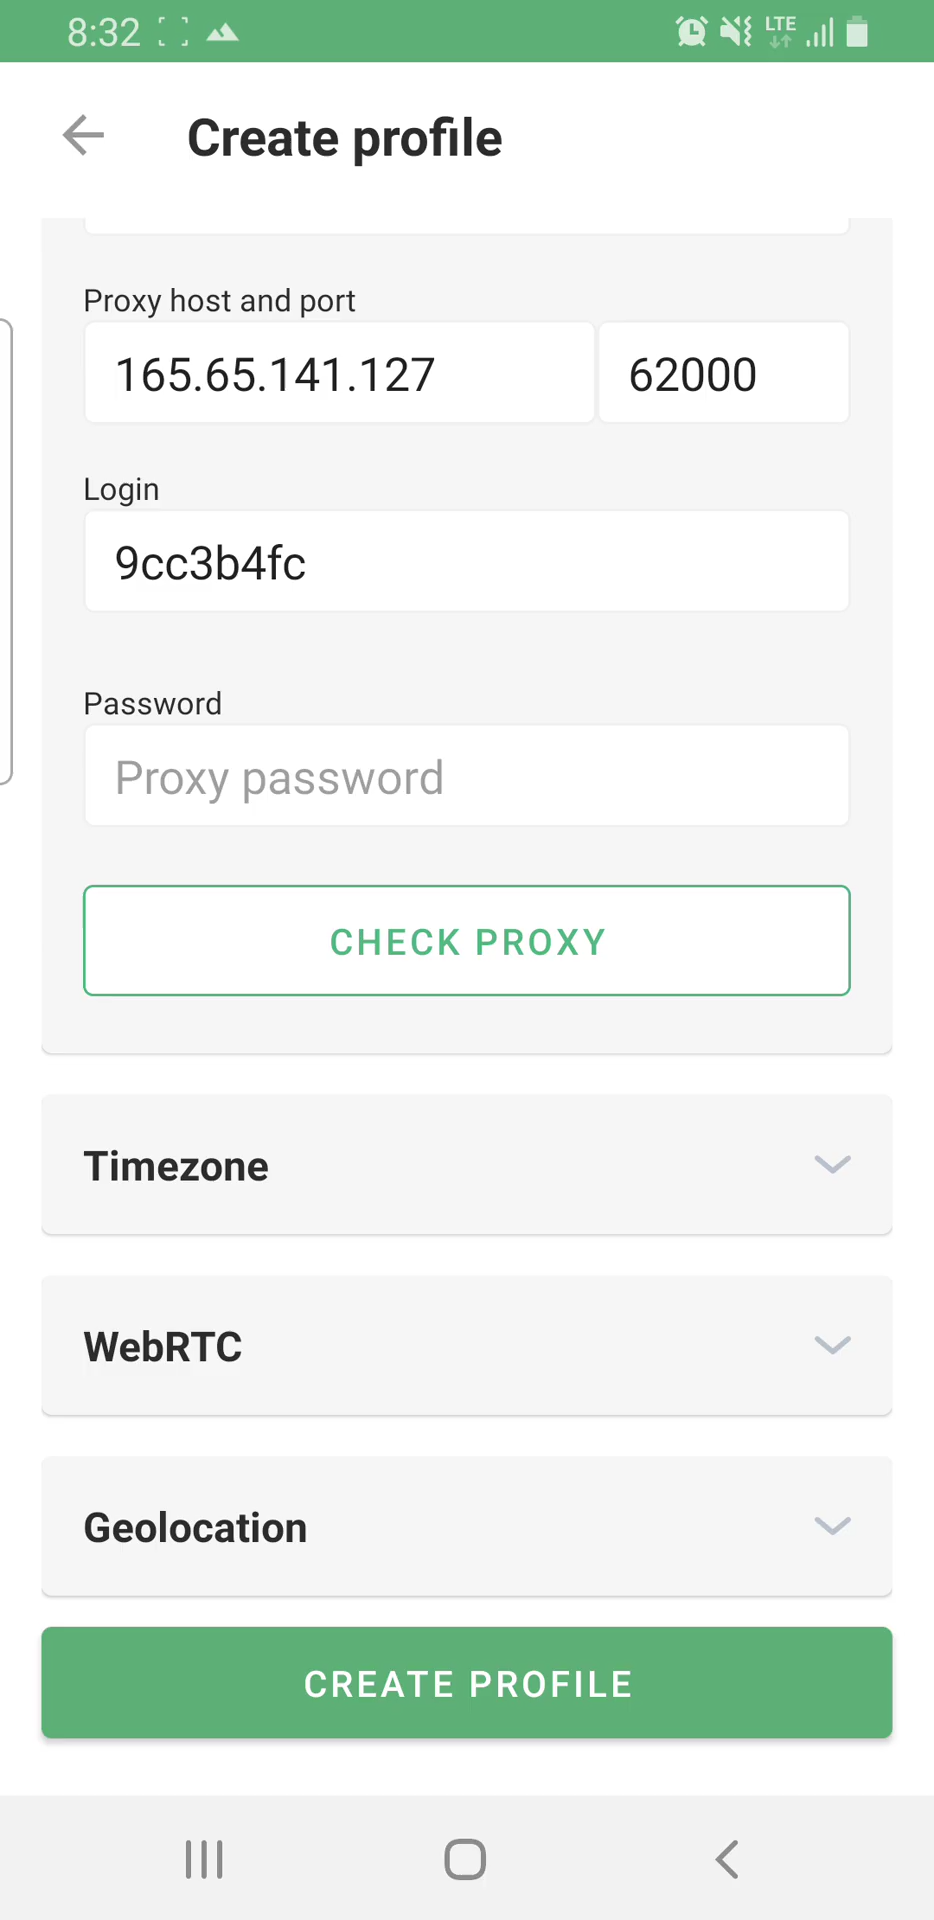 8:32
LTE
Create profile
Proxy host and port
165.65.141.127 62000
Login
9cc3b4fc
Password
Proxy password
CHECK PROXY
Timezone
WebRTC
Geolocation
CREATE PROFILE